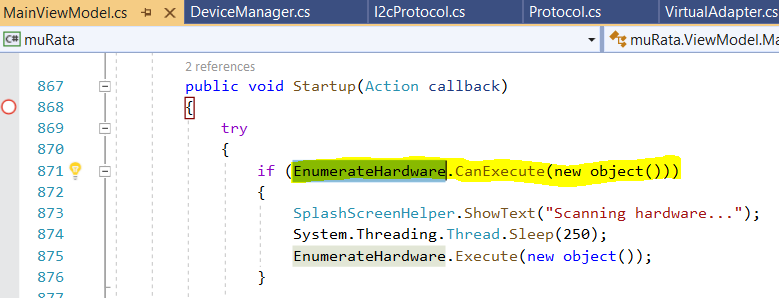 MainViewModel.cs DeviceManager.cs I2cProtocol.cs Protocol.cs VirtualAdapter.cs
C# muRata muRata.ViewModel.Ma
2 references
867 public void Startup(Action callback)
868 {
869 try
870 {
871 if (EnumerateHardware.CanExecute(new object()))
872 {
873 SplashScreenHelper.ShowText("Scanning hardware...");
874 System.Threading.Thread.Sleep(250);
875 EnumerateHardware.Execute(new object());
876 }
877